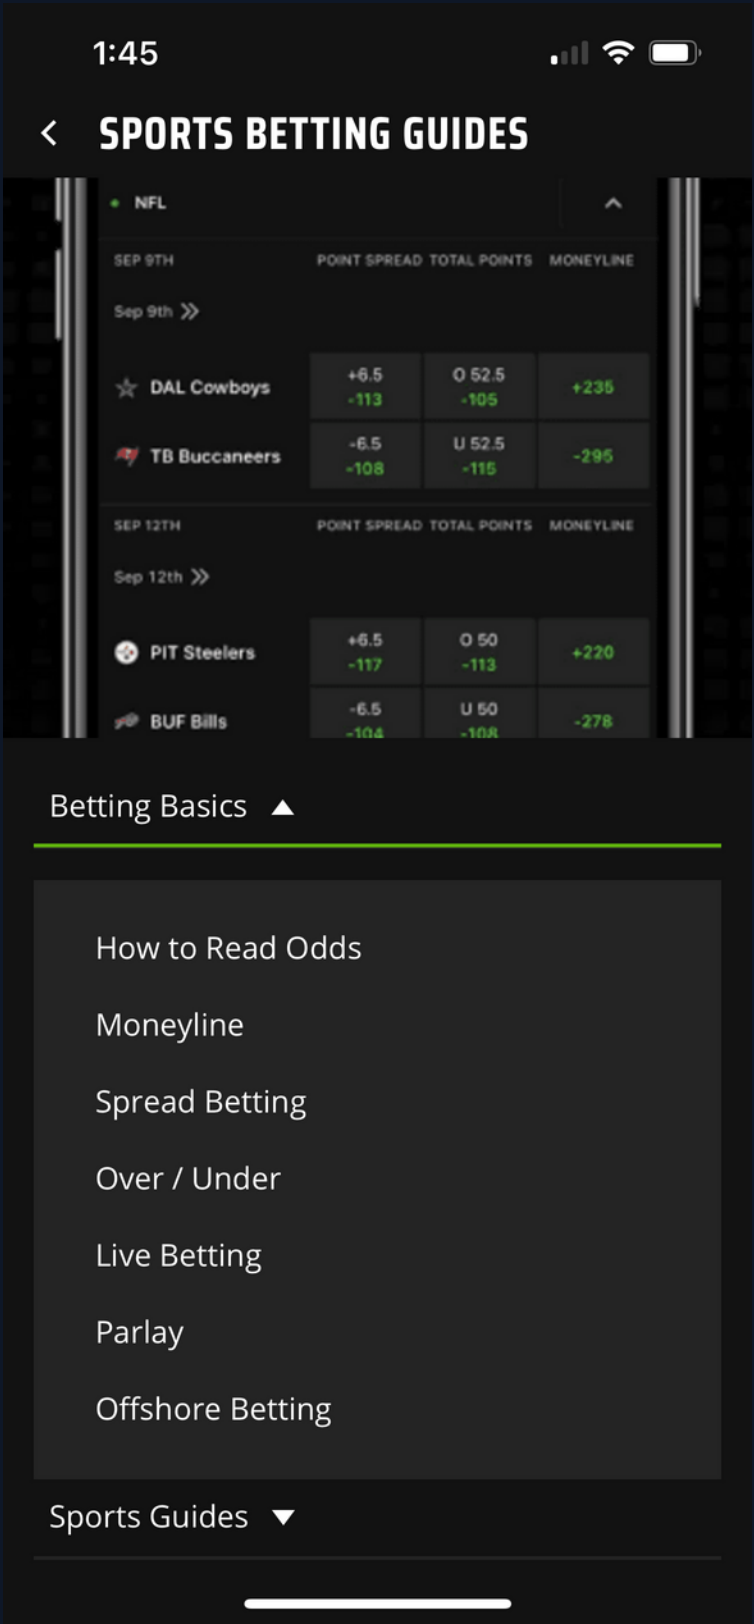 1:45
SPORTS BETTING GUIDES
NFL
SEP 9TH POINT SPREAD TOTAL POINTS MONEYLINE
Sep 9th
DAL Cowboys +6.5 -113 O 52.5 -105 +235
TB Buccaneers -6.5 -108 U 52.5 -115 -295
SEP 12TH POINT SPREAD TOTAL POINTS MONEYLINE
Sep 12th
PIT Steelers +6.5 -117 O 50 -113 +220
BUF Bills -6.5 -104 U 50 -108 -278
Betting Basics
How to Read Odds
Moneyline
Spread Betting
Over / Under
Live Betting
Parlay
Offshore Betting
Sports Guides